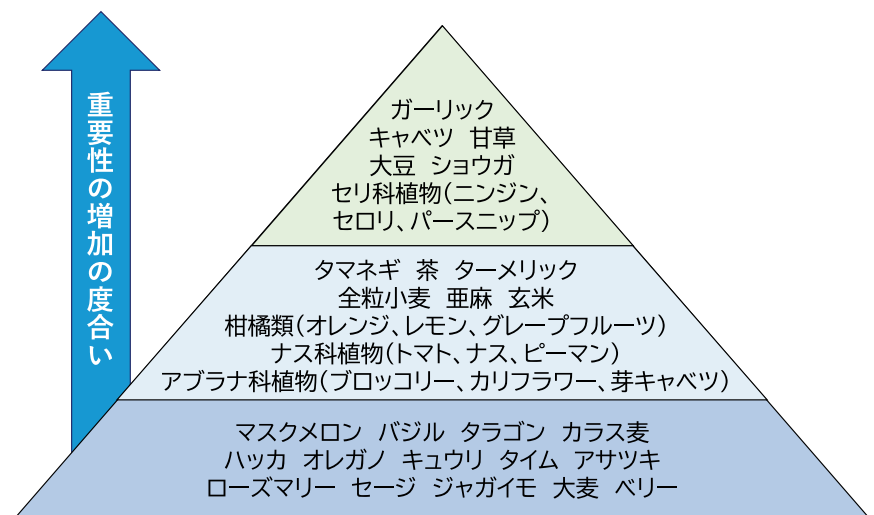 重要性の増加の度合い
ガーリック
キャベツ 甘草
大豆 ショウガ
セリ科植物(ニンジン、
セロリ、パースニップ)
タマネギ 茶 ターメリック
全粒小麦 亜麻 玄米
柑橘類(オレンジ、レモン、グレープフルーツ)
ナス科植物(トマト、ナス、ピーマン)
アブラナ科植物(ブロッコリー、カリフラワー、芽キャベツ)
マスクメロン バジル タラゴン カラス麦
ハッカ オレガノ キュウリ タイム アサツキ
ローズマリー セージ ジャガイモ 大麦 ベリー